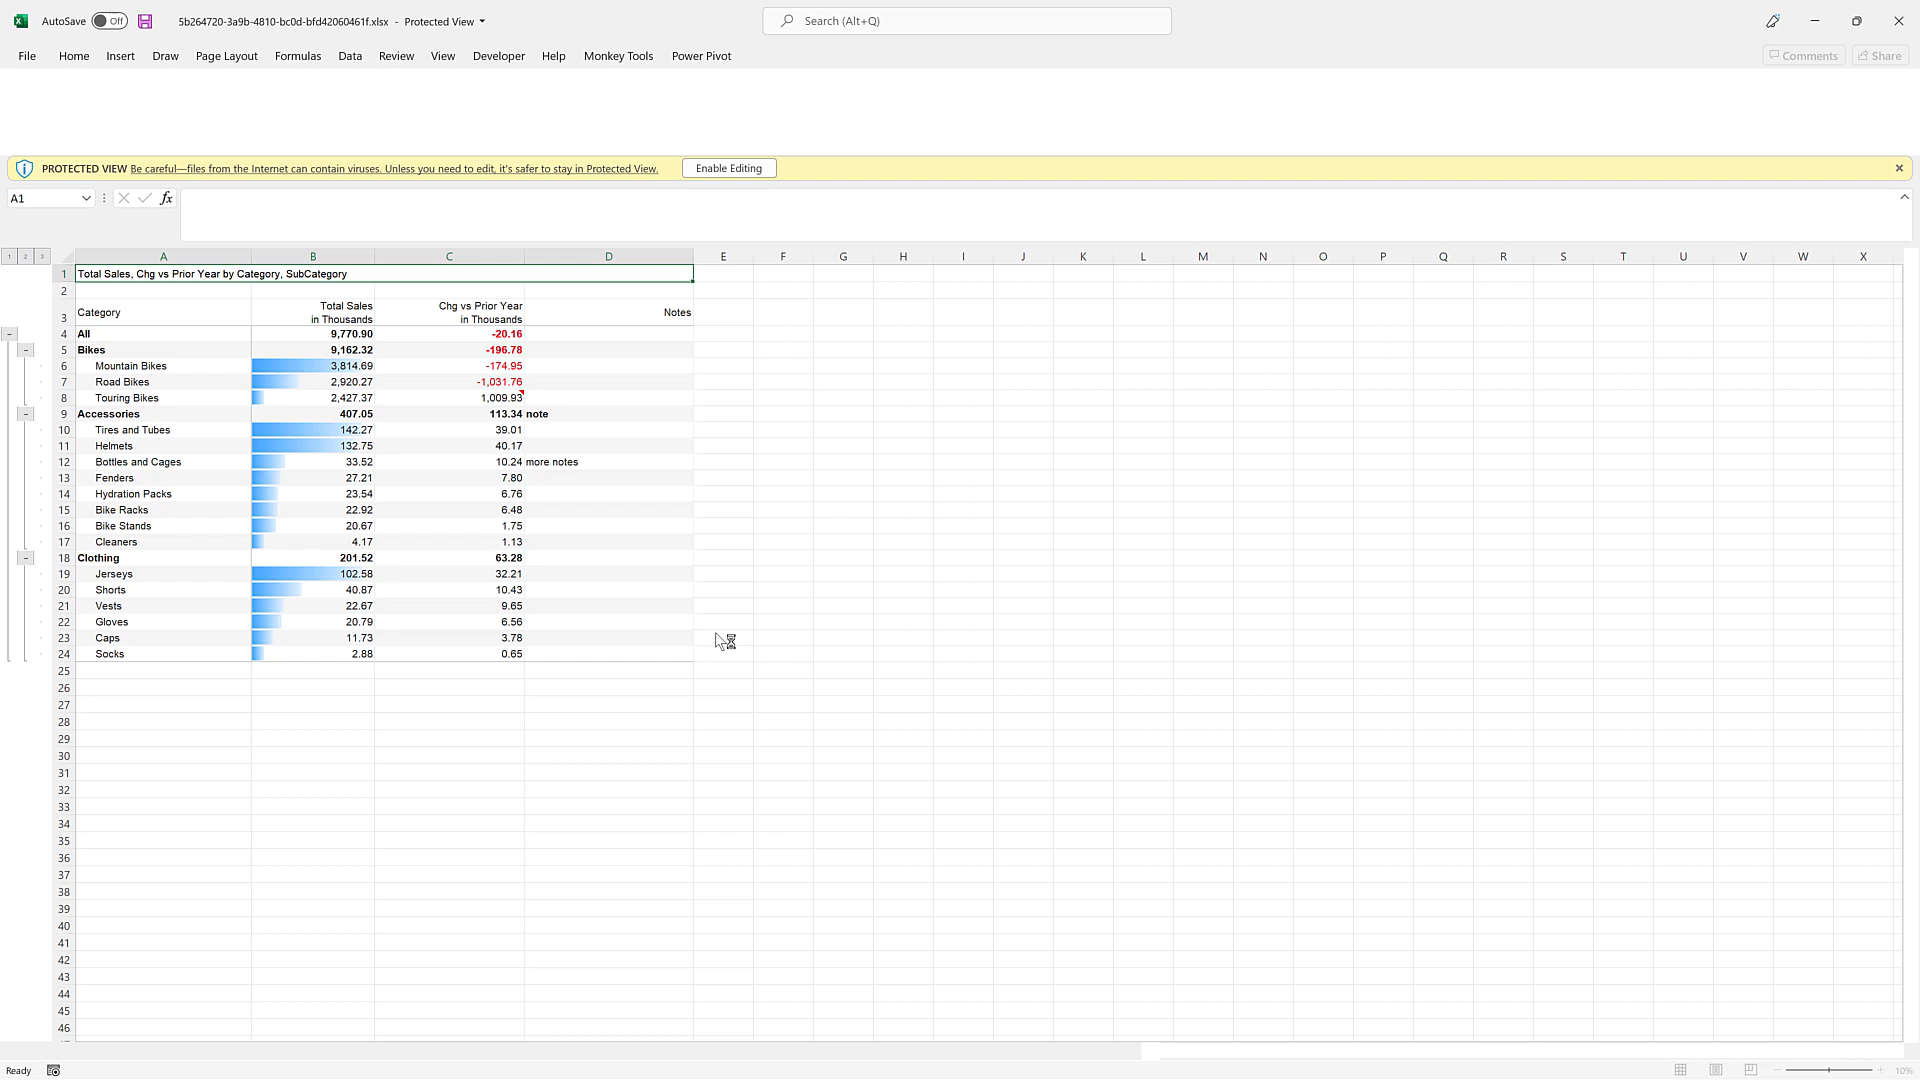 AutoSave Off 5b264720-3a9b-4810-bc0d-bfd42060461f.xlsx - Protected View Search (Alt+Q)
File Home Insert Draw Page Layout Formulas Data Review View Developer Help Monkey Tools Power Pivot Comments Share
PROTECTED VIEW Be careful—files from the Internet can contain viruses. Unless you need to edit, it's safer to stay in Protected View. Enable Editing
A1 fx
1 2 3 A B C D E F G H I J K L M N O P Q R S T U V W X
1 Total Sales, Chg vs Prior Year by Category, SubCategory
2
Total Sales Chg vs Prior Year
3 Category in Thousands in Thousands Notes
4 All 9,770.90 -20.16
5 Bikes 9,162.32 -196.78
6 Mountain Bikes 3,814.69 -174.95
7 Road Bikes 2,920.27 -1,031.76
8 Touring Bikes 2,427.37 1,009.93
9 Accessories 407.05 113.34 note
10 Tires and Tubes 142.27 39.01
11 Helmets 132.75 40.17
12 Bottles and Cages 33.52 10.24 more notes
13 Fenders 27.21 7.80
14 Hydration Packs 23.54 6.76
15 Bike Racks 22.92 6.48
16 Bike Stands 20.67 1.75
17 Cleaners 4.17 1.13
18 Clothing 201.52 63.28
19 Jerseys 102.58 32.21
20 Shorts 40.87 10.43
21 Vests 22.67 9.65
22 Gloves 20.79 6.56
23 Caps 11.73 3.78
24 Socks 2.88 0.65
25
26
27
28
29
30
31
32
33
34
35
36
37
38
39
40
41
42
43
44
45
46
Ready 10%